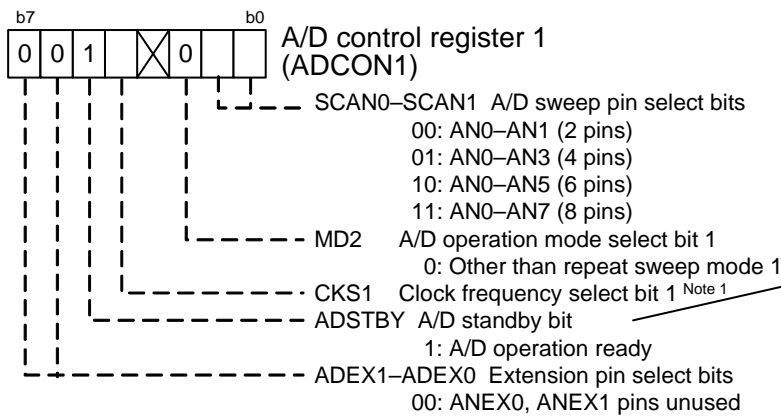 b7 b0
0 0 1 0
A/D control register 1
(ADCON1)
SCAN0–SCAN1 A/D sweep pin select bits
00: AN0–AN1 (2 pins)
01: AN0–AN3 (4 pins)
10: AN0–AN5 (6 pins)
11: AN0–AN7 (8 pins)
MD2 A/D operation mode select bit 1
0: Other than repeat sweep mode 1
CKS1 Clock frequency select bit 1 Note 1
ADSTBY A/D standby bit
1: A/D operation ready
ADEX1–ADEX0 Extension pin select bits
00: ANEX0, ANEX1 pins unused